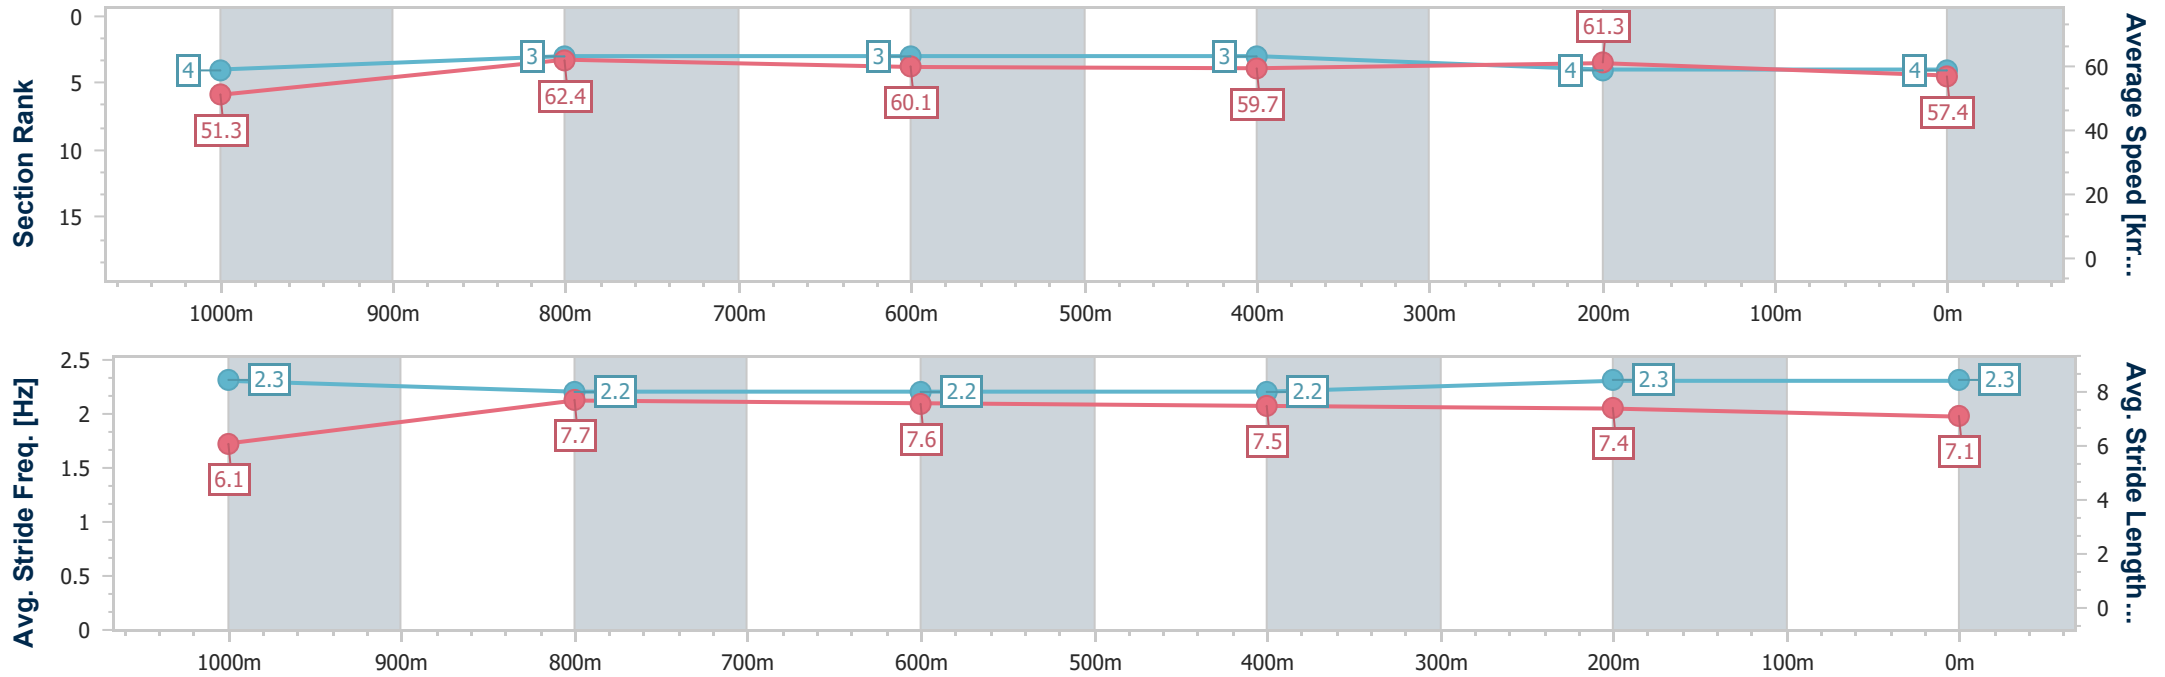 Section Rank
0
5
10
15
4
3
3
3
4
4
51.3
62.4
60.1
59.7
61.3
57.4
60
40
20
0
Average Speed [km...
1000m
900m
800m
700m
600m
500m
400m
300m
200m
100m
0m
Avg. Stride Freq. [Hz]
2.5
2
1.5
1
0.5
0
2.3
2.2
2.2
2.2
2.3
2.3
6.1
7.7
7.6
7.5
7.4
7.1
8
6
4
2
0
Avg. Stride Length...
1000m
900m
800m
700m
600m
500m
400m
300m
200m
100m
0m